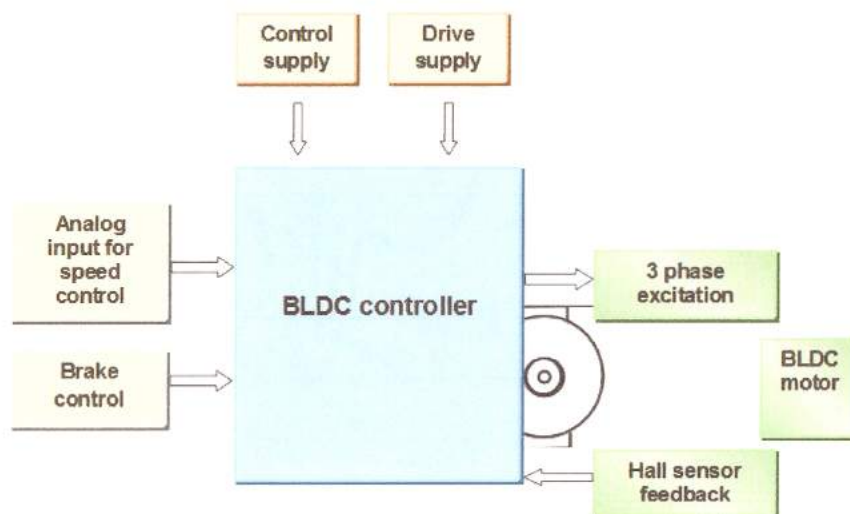 Control
supply
Drive
supply
Analog
input for
speed
control
BLDC controller
3 phase
excitation
Brake
control
BLDC
motor
Hall sensor
feedback